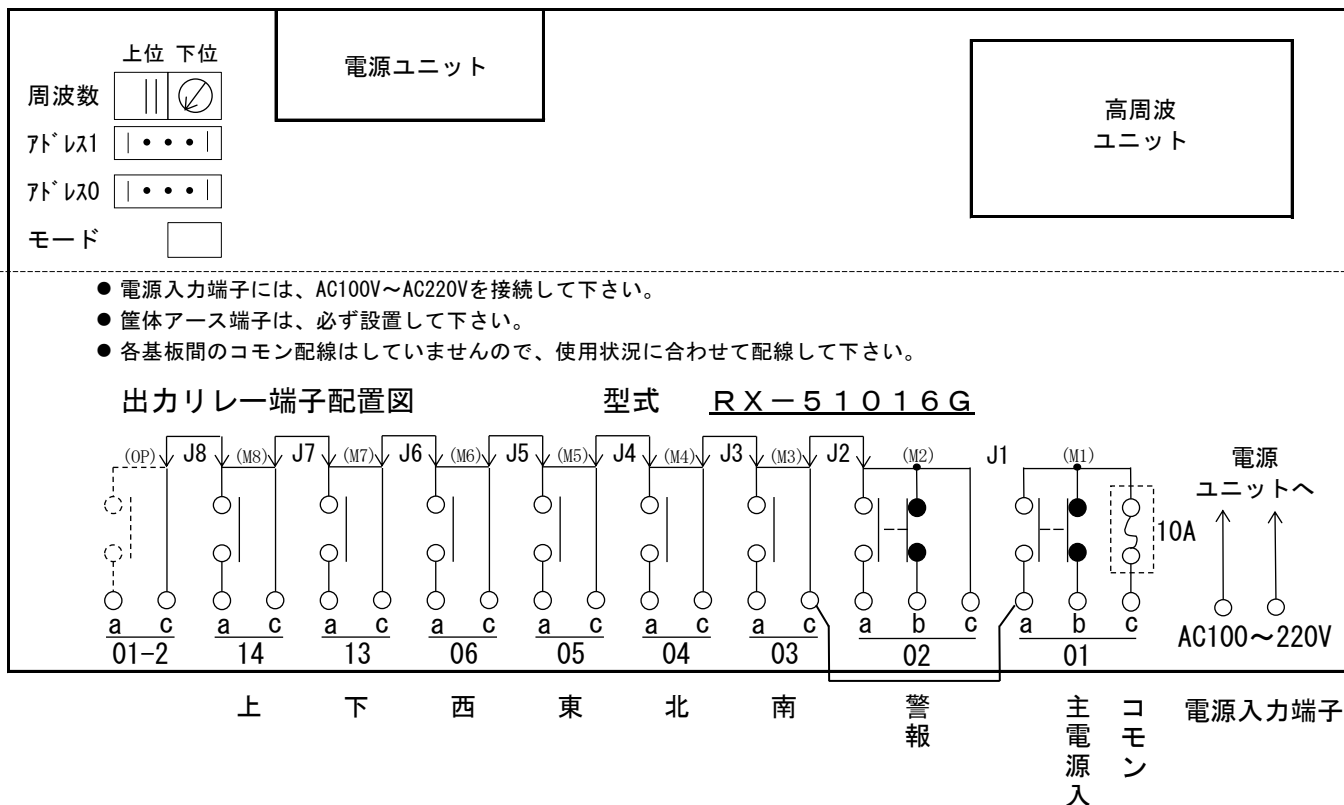 上位 下位
周波数
ｱﾄﾞﾚｽ1
ｱﾄﾞﾚｽ0
モード
電源ユニット
高周波
ユニット
● 電源入力端子には、AC100V～AC220Vを接続して下さい。
● 筐体アース端子は、必ず設置して下さい。
● 各基板間のコモン配線はしていませんので、使用状況に合わせて配線して下さい。
出力リレー端子配置図 型式 ＲＸ－５１０１６Ｇ
(OP) J8 (M8) J7 (M7) J6 (M6) J5 (M5) J4 (M4) J3 (M3) J2 (M2) J1 (M1)
電源
ユニットへ
10A
a c a c a c a c a c a c a c a b c a b c
01-2 14 13 06 05 04 03 02 01
AC100～220V
上 下 西 東 北 南 警報 主電源入 コモン 電源入力端子